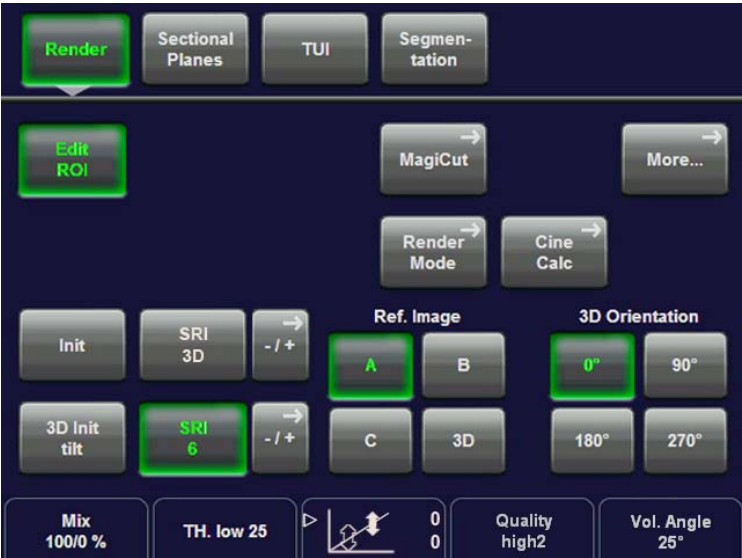 Render
Sectional
Planes
TUI
Segmen-
tation
Edit
ROI
MagiCut
More...
Render
Mode
Cine
Calc
Ref. Image
3D Orientation
Init
SRI
3D
- / +
A
B
0°
90°
3D Init
tilt
SRI
6
- / +
C
3D
180°
270°
Mix
100/0 %
TH. low 25
0
0
Quality
high2
Vol. Angle
25°